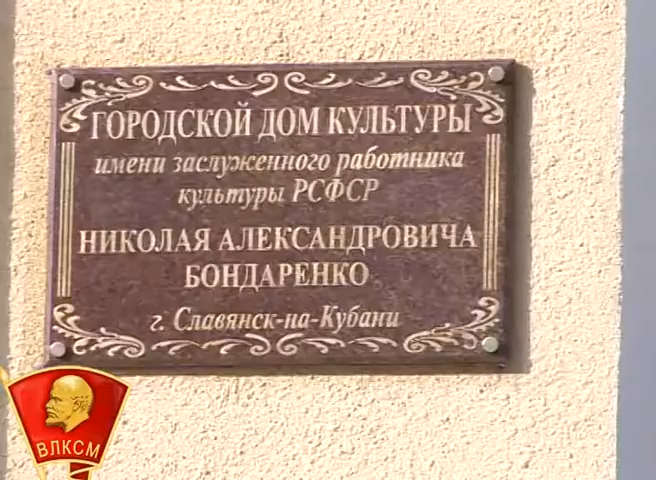 ГОРОДСКОЙ ДОМ КУЛЬТУРЫ
имени заслуженного работника
культуры РСФСР
НИКОЛАЯ АЛЕКСАНДРОВИЧА
БОНДАРЕНКО
г. Славянск-на-Кубани
ВЛКСМ